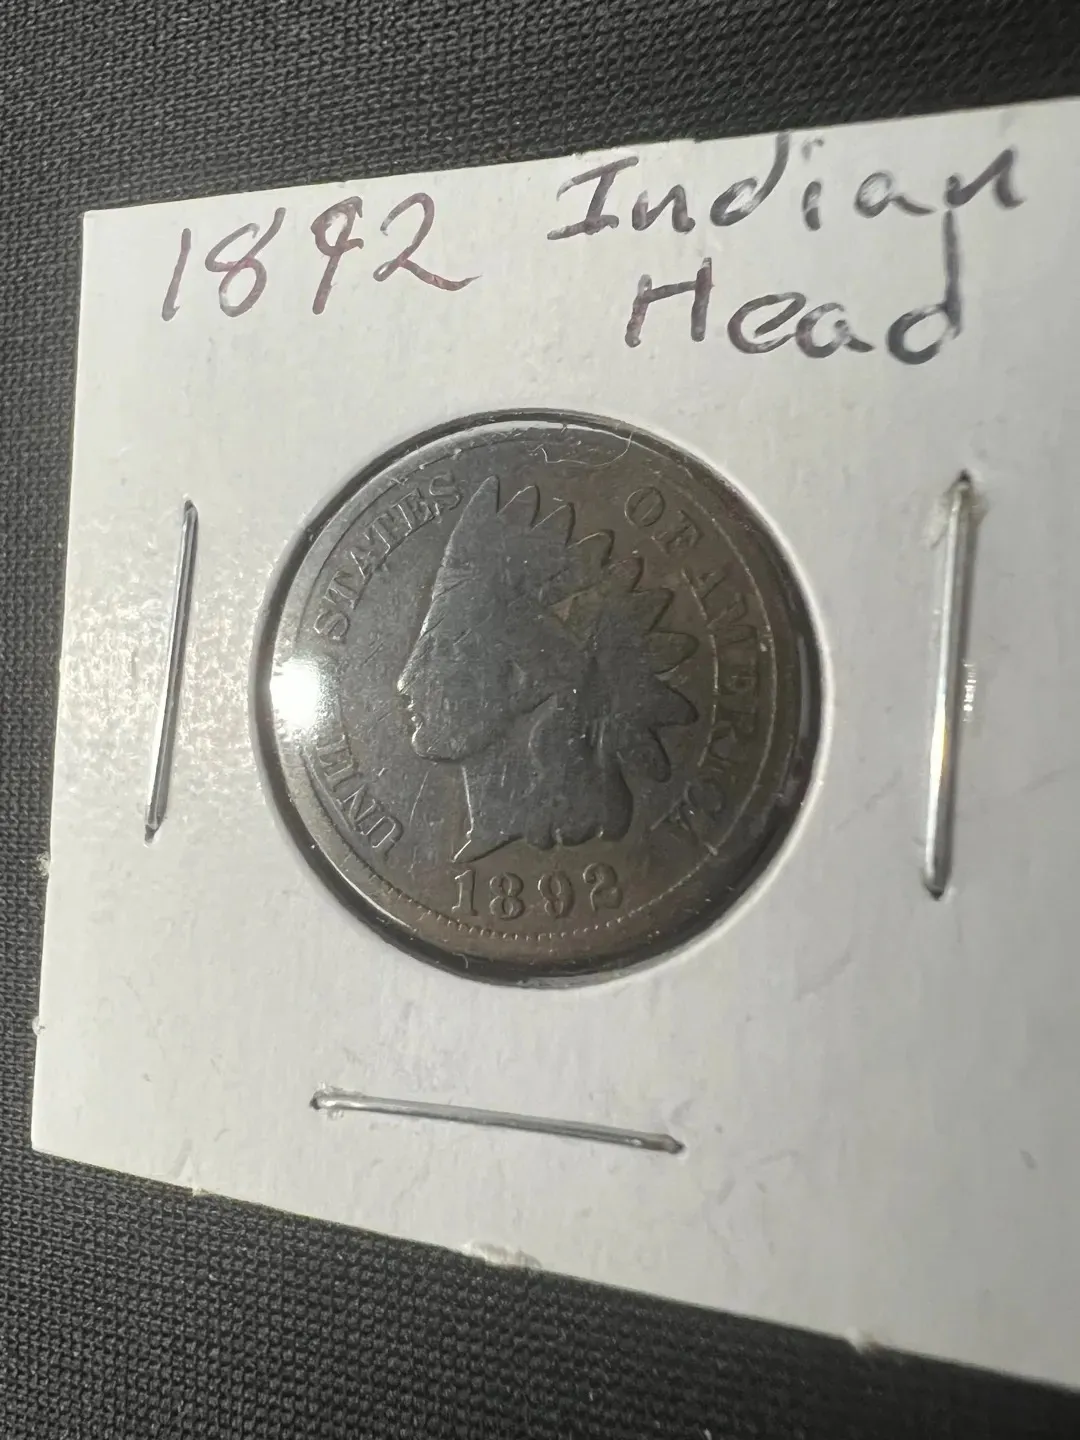 1892 Indian
Head
UNITED STATES OF AMERICA
1892